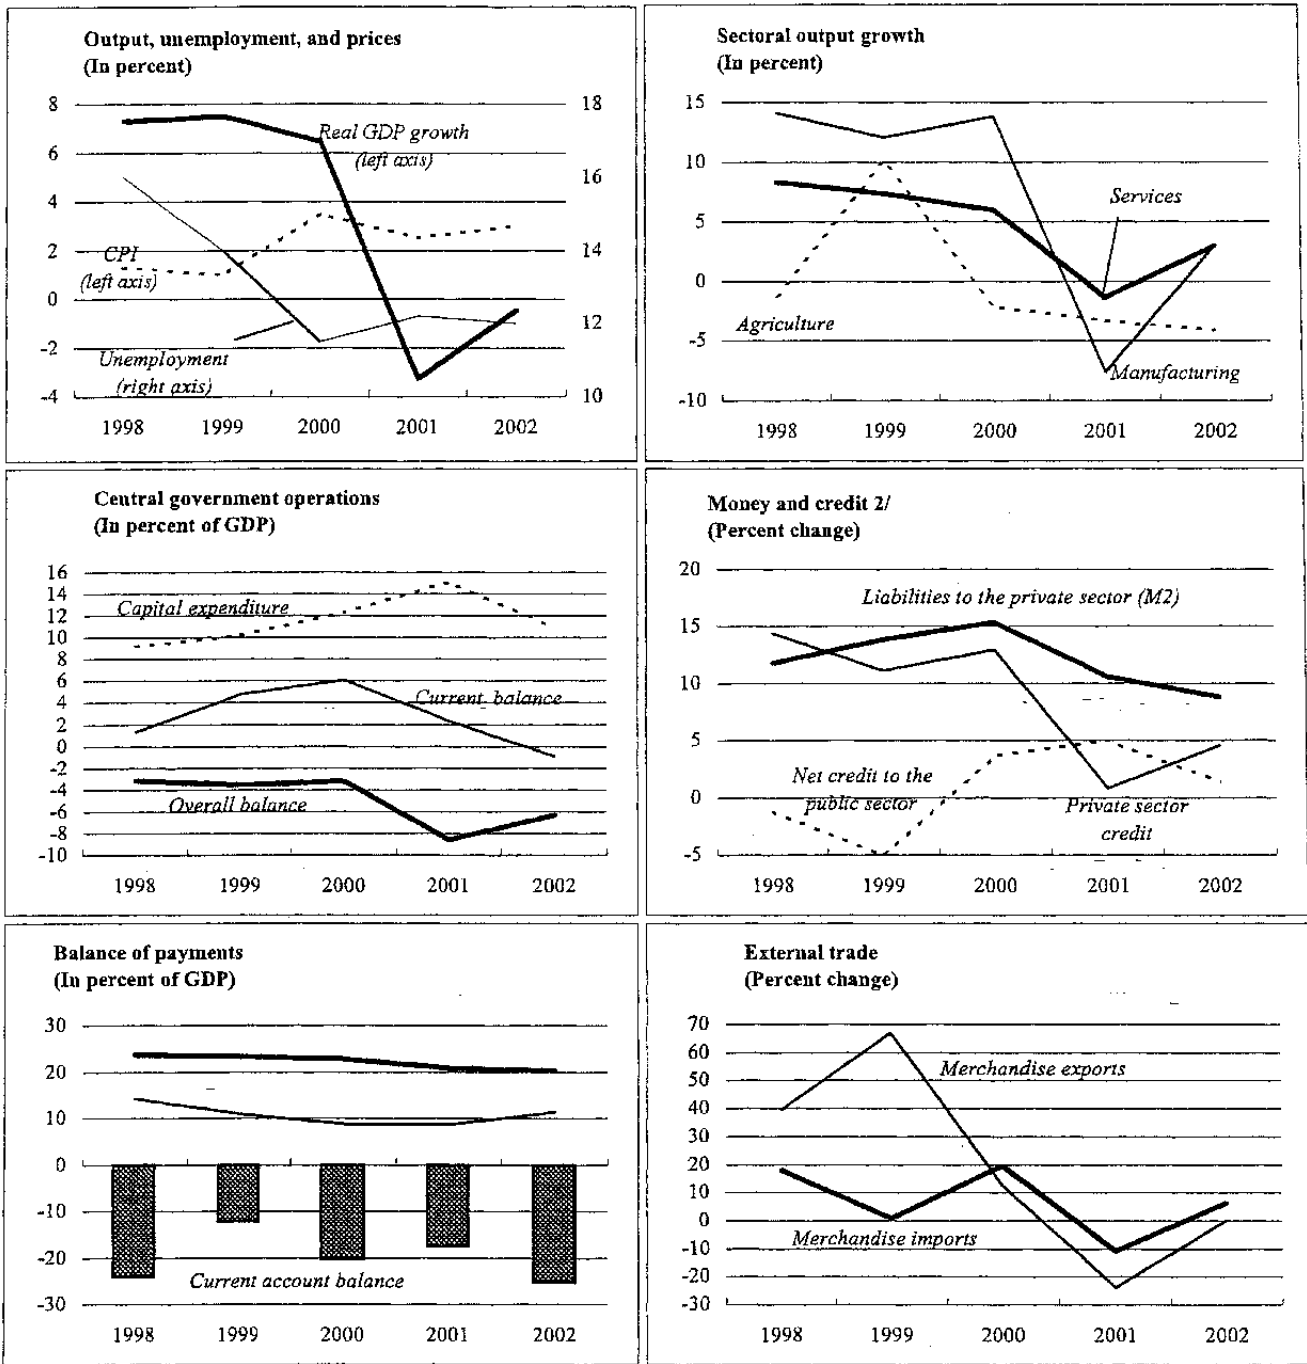 Output, unemployment, and prices
(In percent)
8
6
4
2
0
-2
-4
18
16
14
12
10
Real GDP growth
(left axis)
CPI
(left axis)
Unemployment
(right axis)
1998 1999 2000 2001 2002
Sectoral output growth
(In percent)
15
10
5
0
-5
-10
Services
Agriculture
Manufacturing
1998 1999 2000 2001 2002
Central government operations
(In percent of GDP)
16
14
12
10
8
6
4
2
0
-2
-4
-6
-8
-10
Capital expenditure
Current balance
Overall balance
1998 1999 2000 2001 2002
Money and credit 2/
(Percent change)
20
15
10
5
0
-5
Liabilities to the private sector (M2)
Net credit to the
public sector
Private sector
credit
1998 1999 2000 2001 2002
Balance of payments
(In percent of GDP)
30
20
10
0
-10
-20
-30
Current account balance
1998 1999 2000 2001 2002
External trade
(Percent change)
70
60
50
40
30
20
10
0
-10
-20
-30
Merchandise exports
Merchandise imports
1998 1999 2000 2001 2002